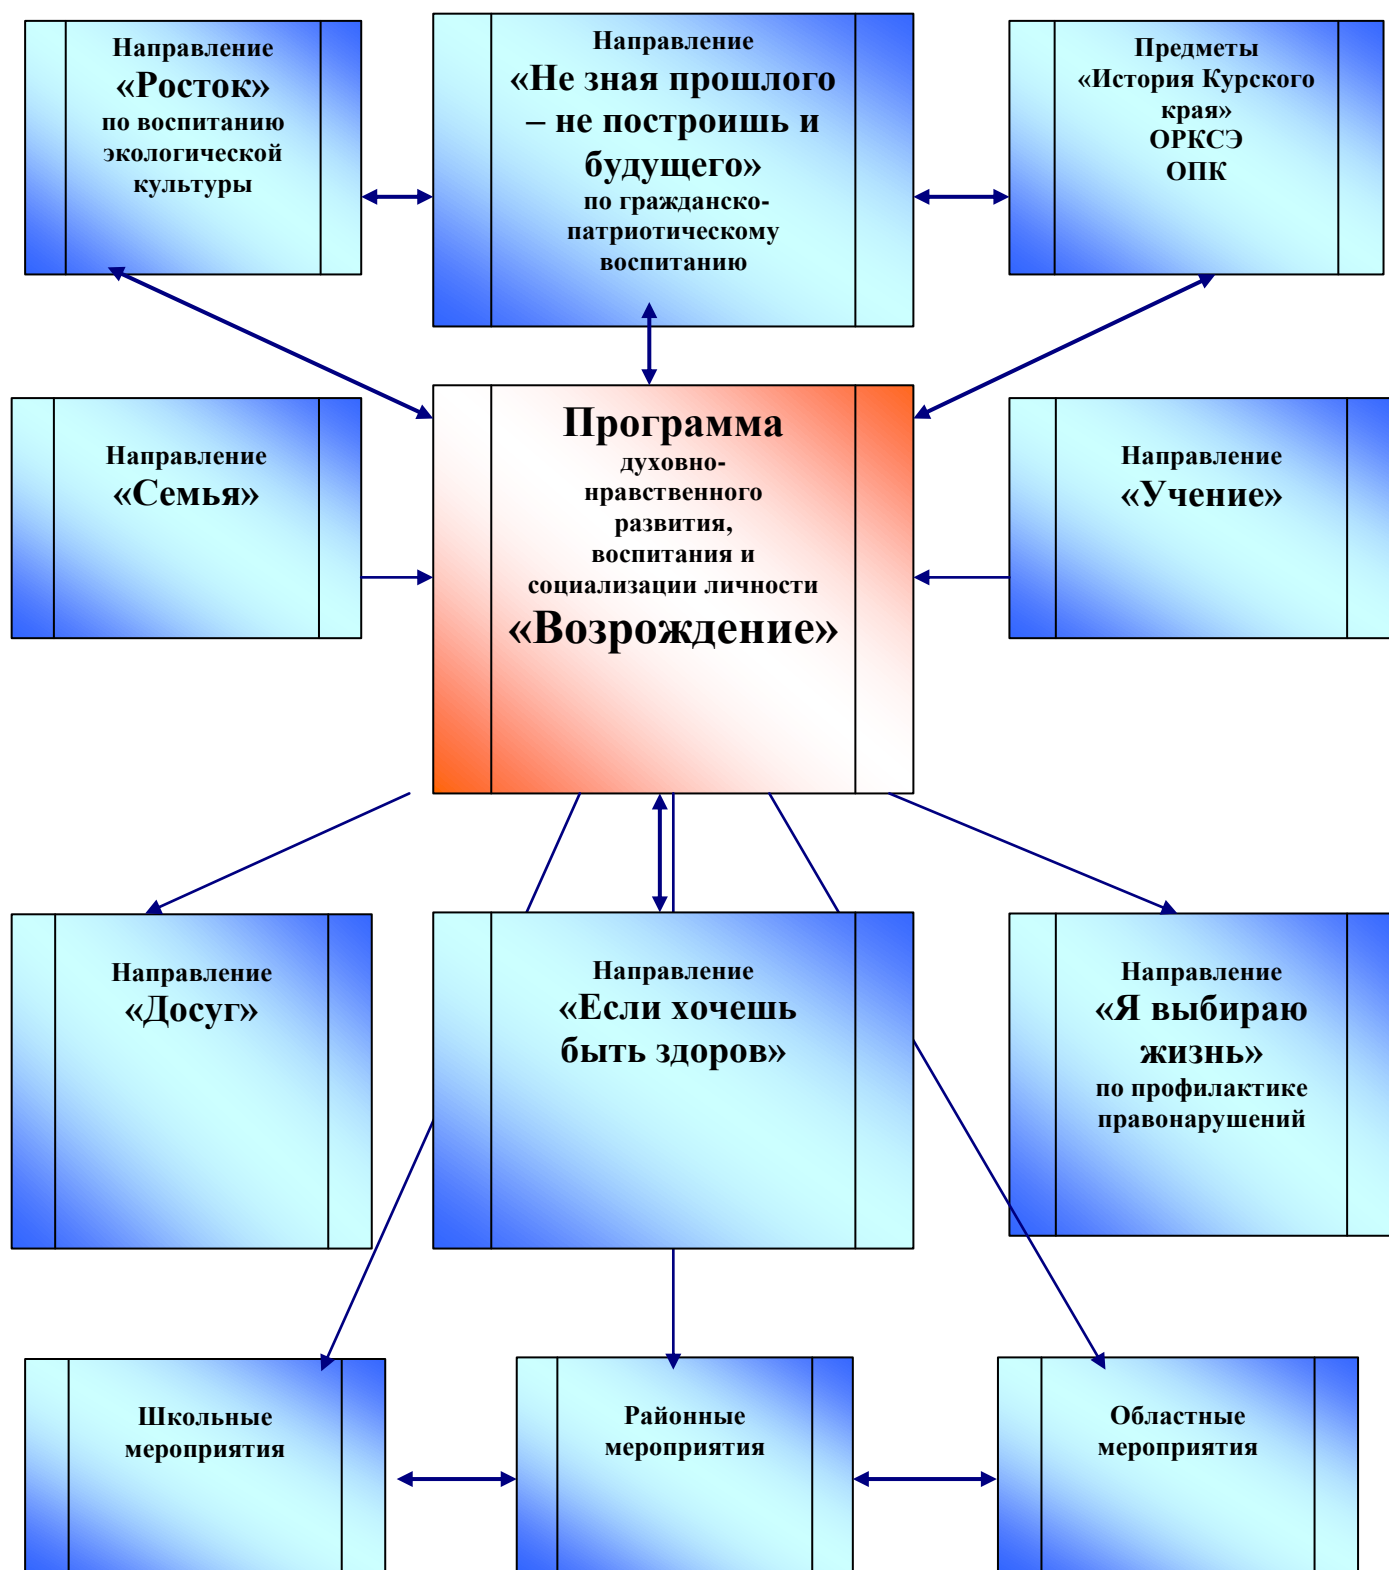 Направление
«Росток»
по воспитанию
экологической
культуры
Направление
«Не зная прошлого
– не построишь и
будущего»
по гражданско-
патриотическому
воспитанию
Предметы
«История Курского
края»
ОРКСЭ
ОПК
Направление
«Семья»
Программа
духовно-
нравственного
развития,
воспитания и
социализации личности
«Возрождение»
Направление
«Учение»
Направление
«Досуг»
Направление
«Если хочешь
быть здоров»
Направление
«Я выбираю
жизнь»
по профилактике
правонарушений
Школьные
мероприятия
Районные
мероприятия
Областные
мероприятия